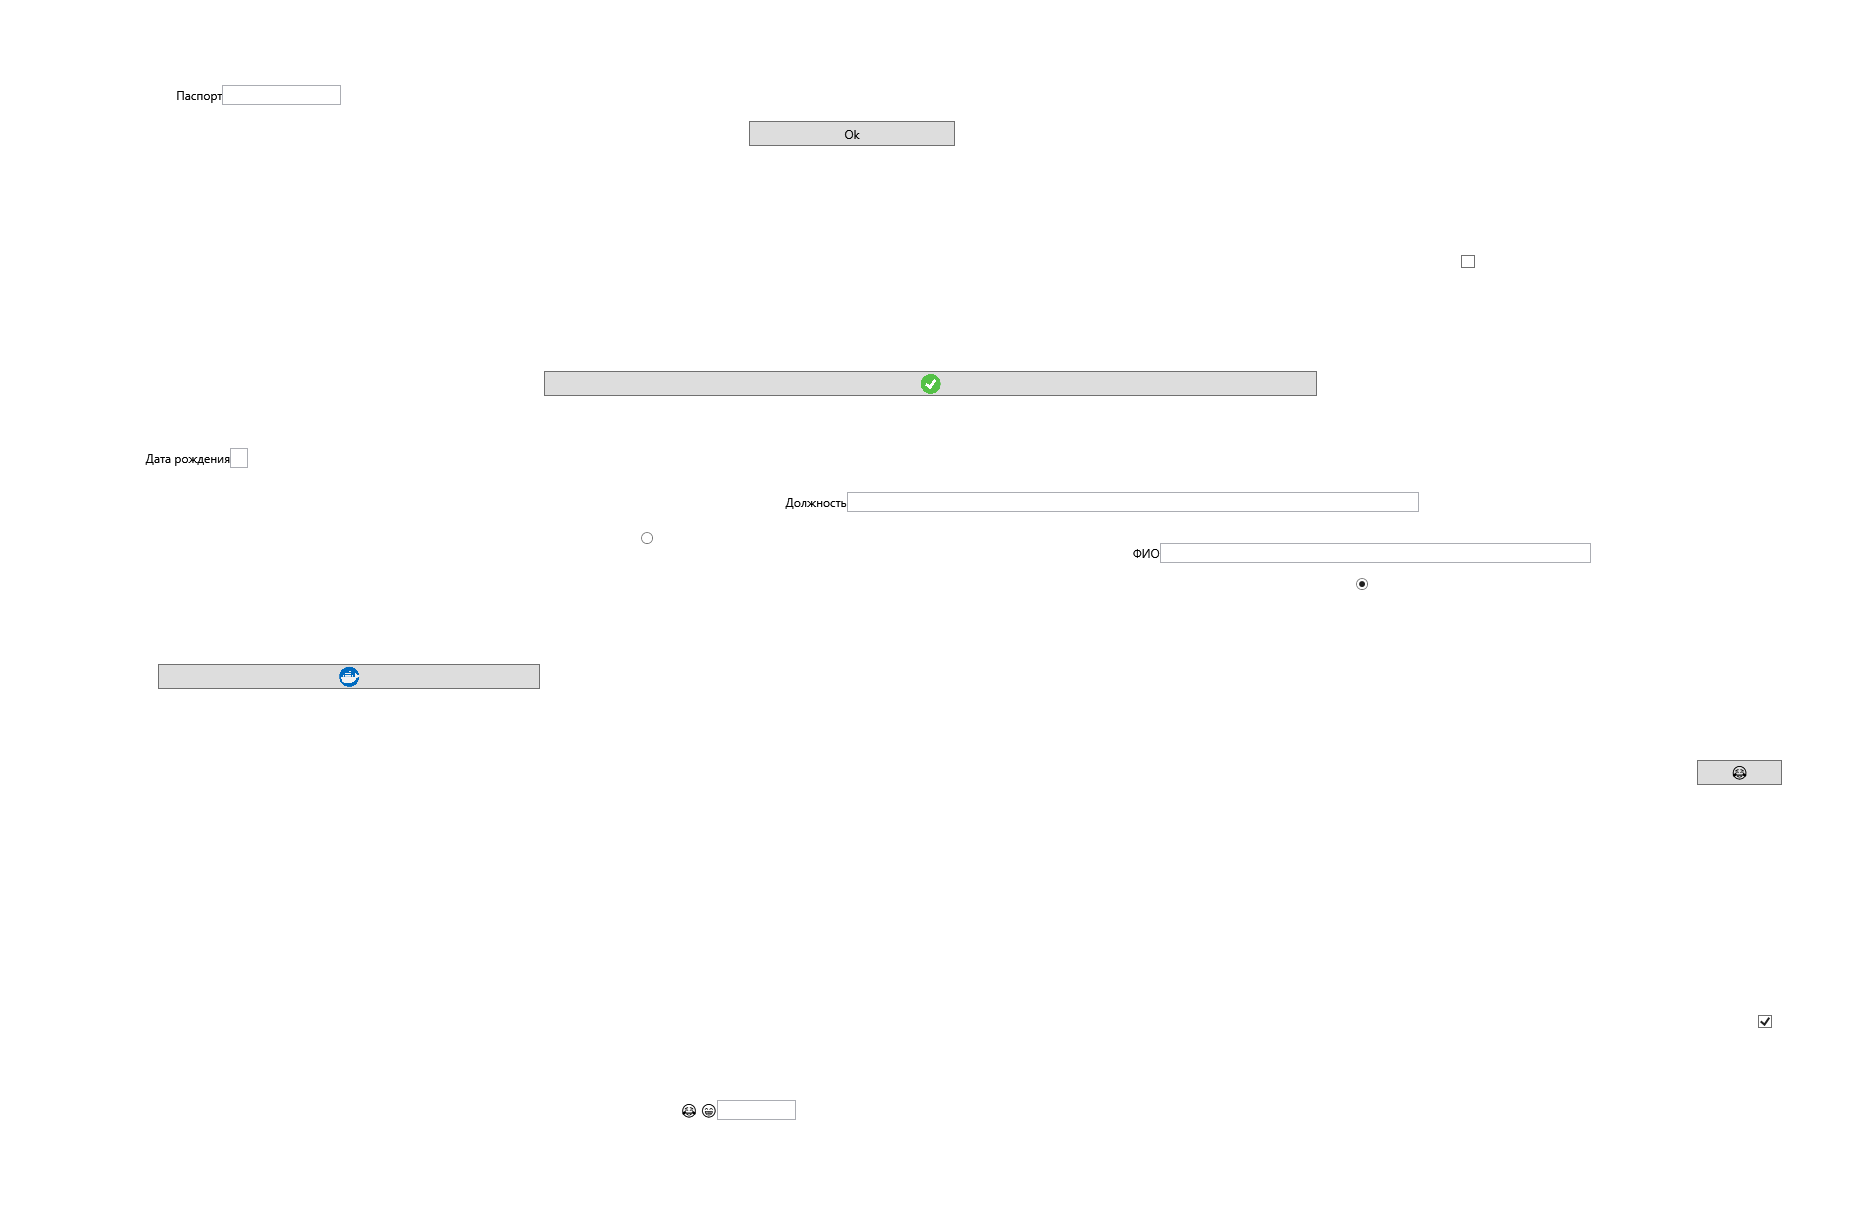 Паспорт
Ok
Дата рождения
Должность
ФИО
😂
😂 😁